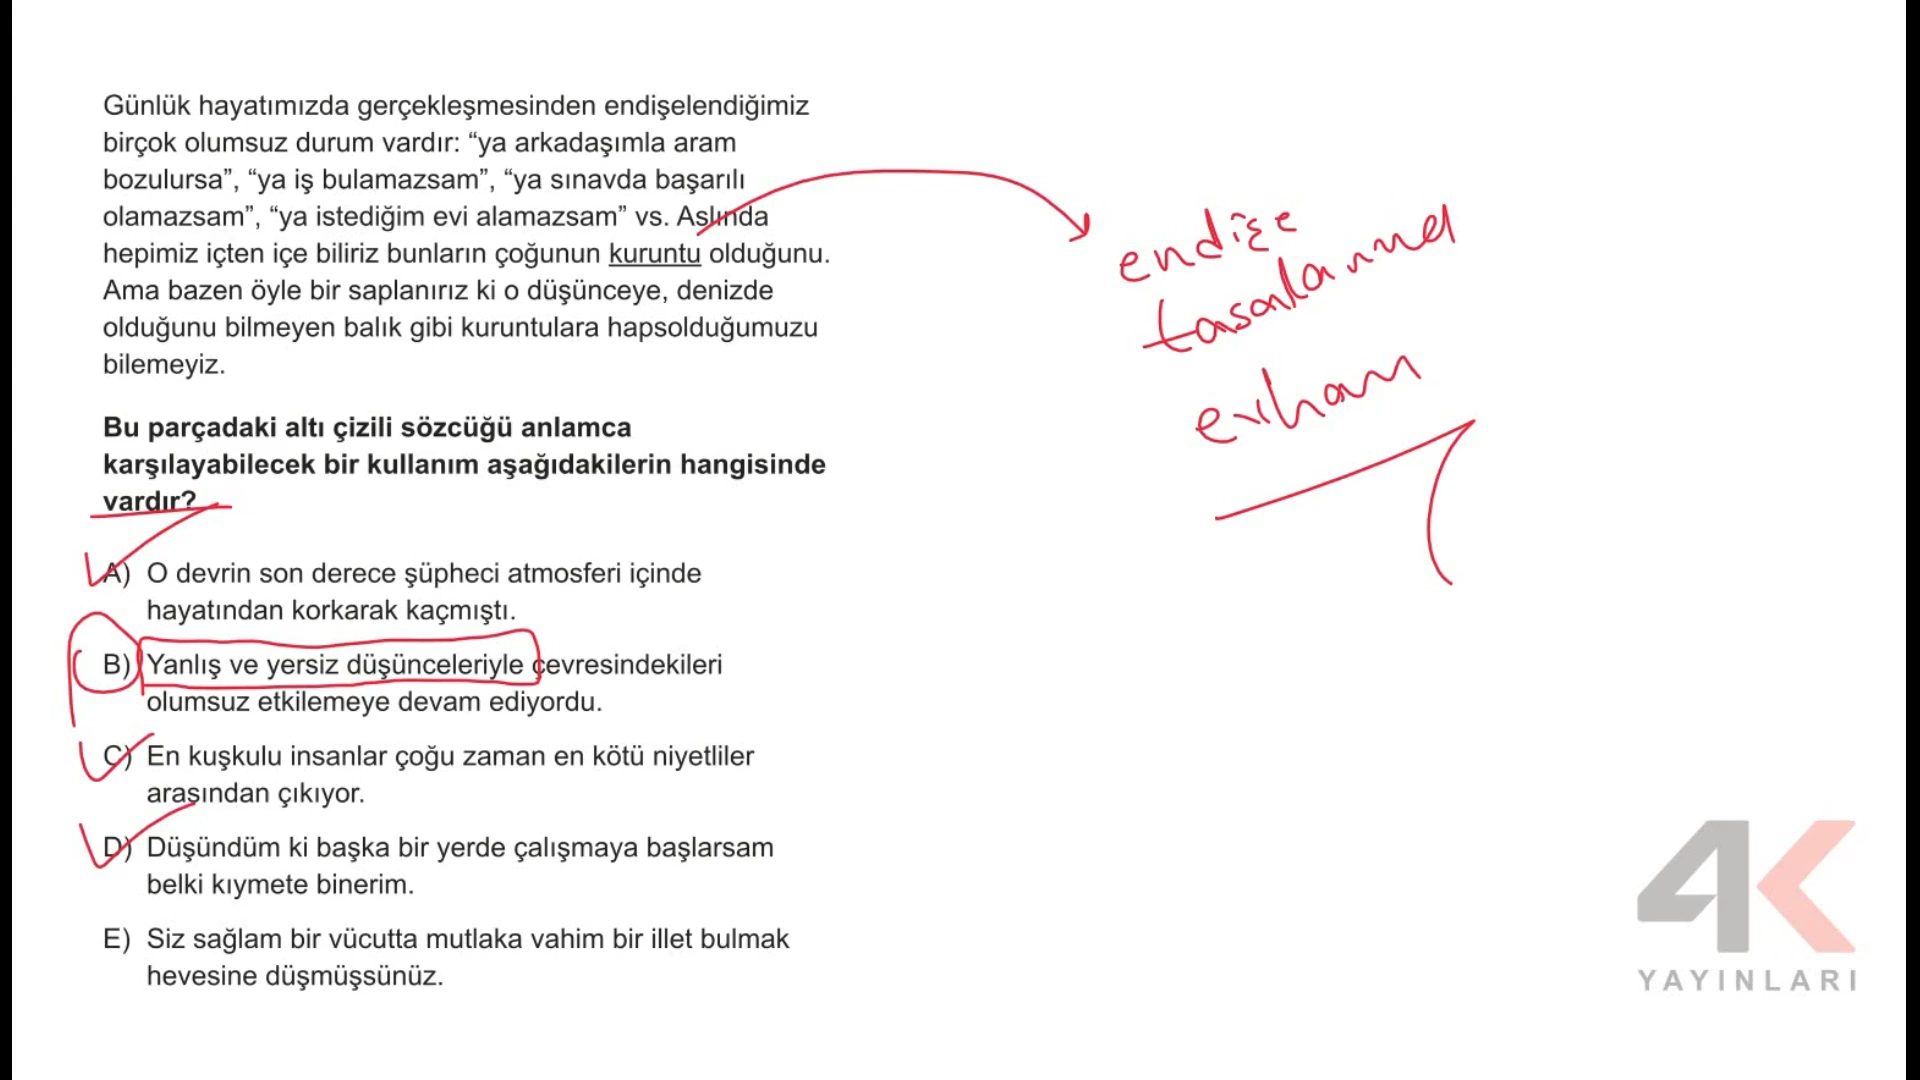 Günlük hayatımızda gerçekleşmesinden endişelendiğimiz
birçok olumsuz durum vardır: “ya arkadaşımla aram
bozulursa”, “ya iş bulamazsam”, “ya sınavda başarılı
olamazsam”, “ya istediğim evi alamazsam” vs. Aslında
hepimiz içten içe biliriz bunların çoğunun kuruntu olduğunu.
Ama bazen öyle bir saplanırız ki o düşünceye, denizde
olduğunu bilmeyen balık gibi kuruntulara hapsolduğumuzu
bilemeyiz.
Bu parçadaki altı çizili sözcüğü anlamca
karşılayabilecek bir kullanım aşağıdakilerin hangisinde
vardır?
A) O devrin son derece şüpheci atmosferi içinde
hayatından korkarak kaçmıştı.
B) Yanlış ve yersiz düşünceleriyle çevresindekileri
olumsuz etkilemeye devam ediyordu.
C) En kuşkulu insanlar çoğu zaman en kötü niyetliler
arasından çıkıyor.
D) Düşündüm ki başka bir yerde çalışmaya başlarsam
belki kıymete binerim.
E) Siz sağlam bir vücutta mutlaka vahim bir illet bulmak
hevesine düşmüşsünüz.
endişe
evham
4K
YAYINLARI